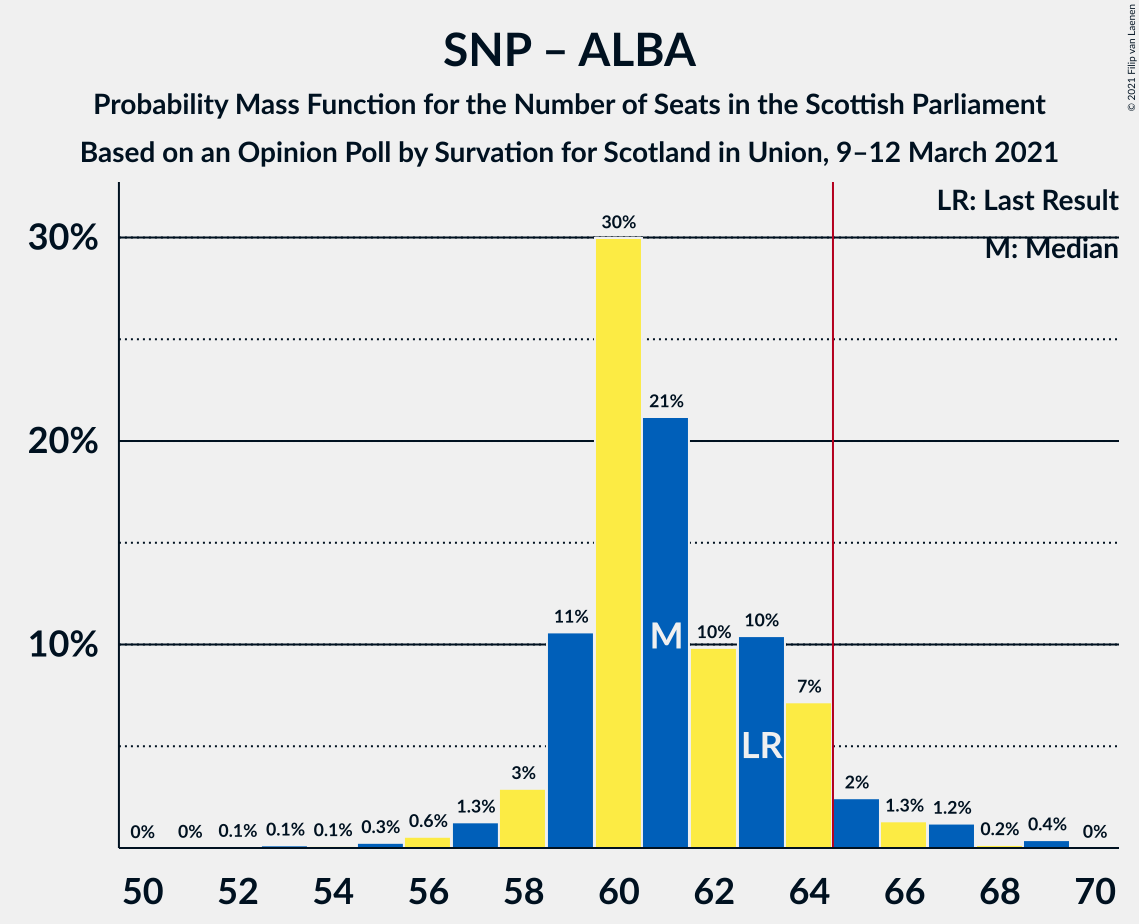 SNP – ALBA
Probability Mass Function for the Number of Seats in the Scottish Parliament
Based on an Opinion Poll by Survation for Scotland in Union, 9–12 March 2021
© 2021 Filip van Laenen
LR: Last Result
M: Median
30%
20%
10%
0% 0% 0.1% 0.1% 0.1% 0.3% 0.6% 1.3% 3% 11% 30% 21% 10% 10% 7% 2% 1.3% 1.2% 0.2% 0.4% 0%
M
LR
50 52 54 56 58 60 62 64 66 68 70